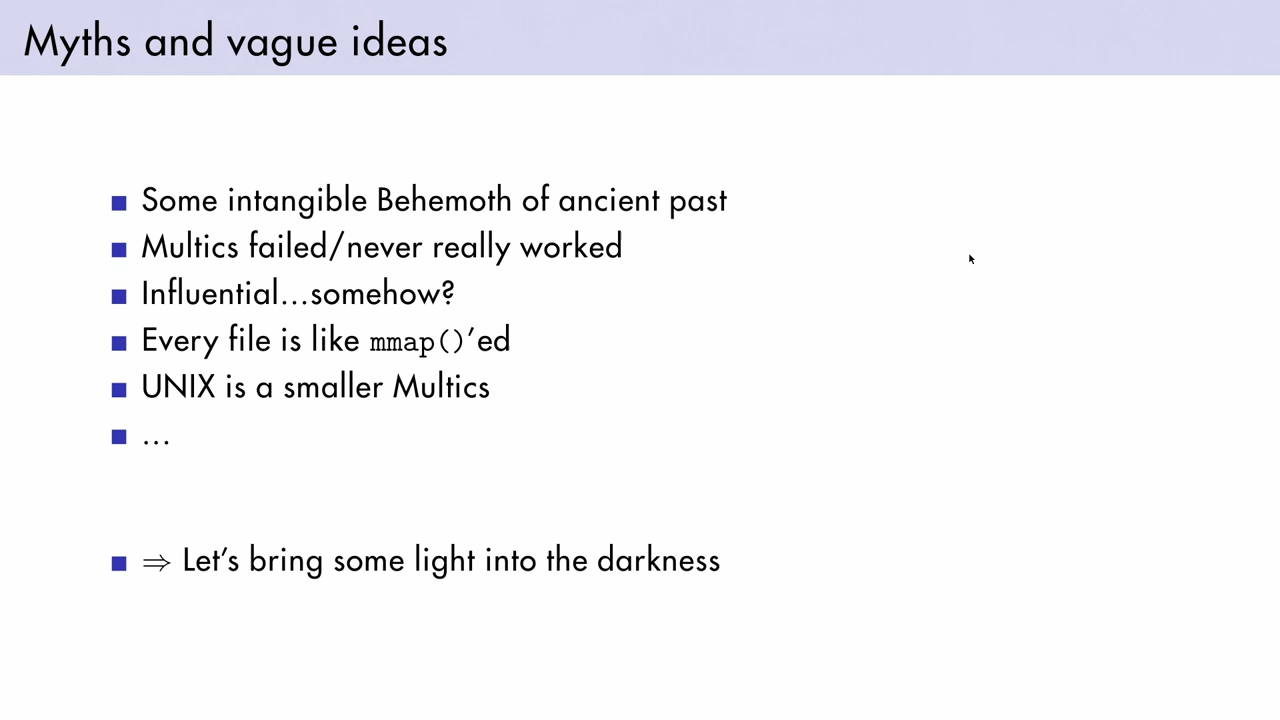 Myths and vague ideas
Some intangible Behemoth of ancient past
Multics failed/never really worked
Influential...somehow?
Every file is like mmap()’ed
UNIX is a smaller Multics
...
⇒ Let’s bring some light into the darkness